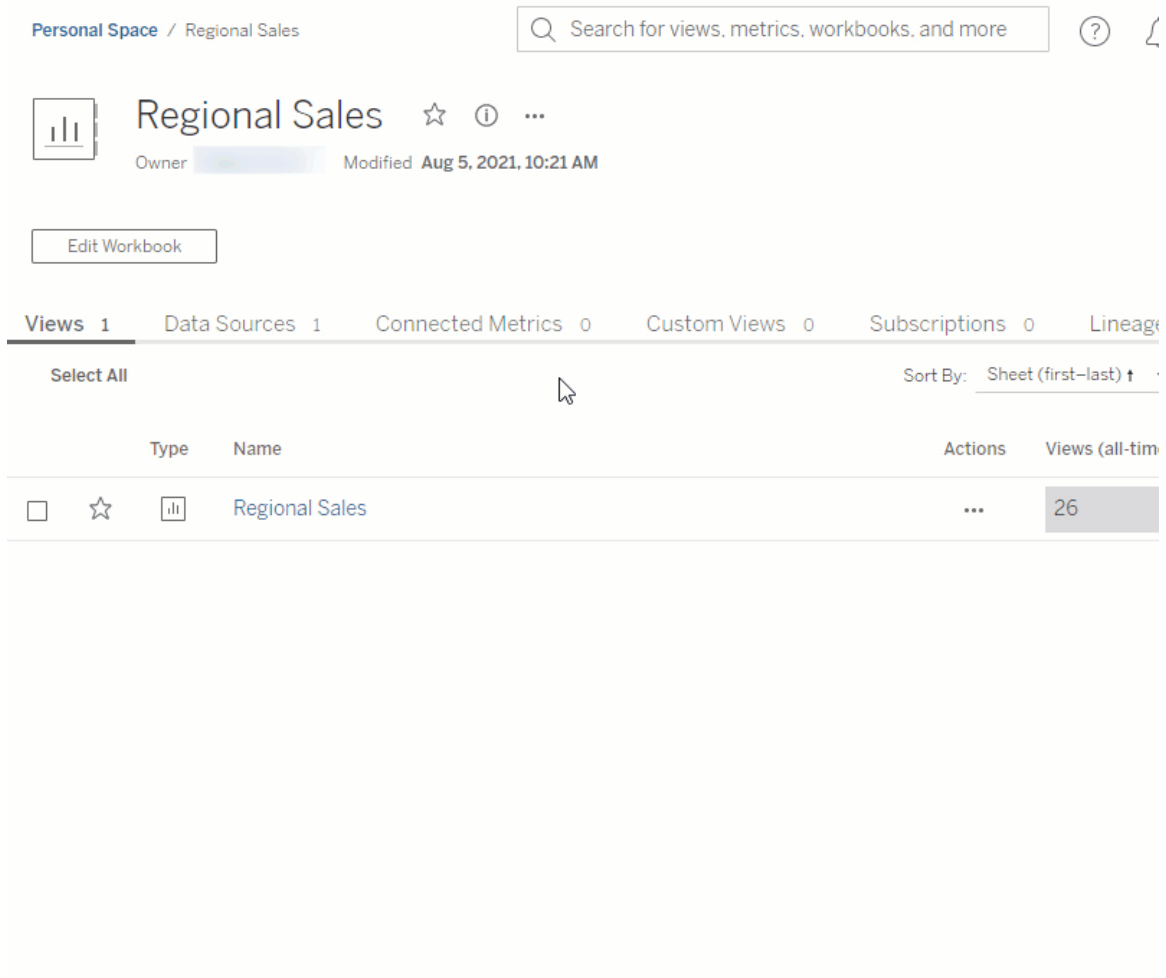 Personal Space / Regional Sales
Search for views, metrics, workbooks, and more
Regional Sales
Owner
Modified Aug 5, 2021, 10:21 AM
Edit Workbook
Views 1 Data Sources 1 Connected Metrics 0 Custom Views 0 Subscriptions 0 Lineage
Select All
Sort By: Sheet (first–last) ↑
Type Name Actions Views (all-time
Regional Sales ••• 26